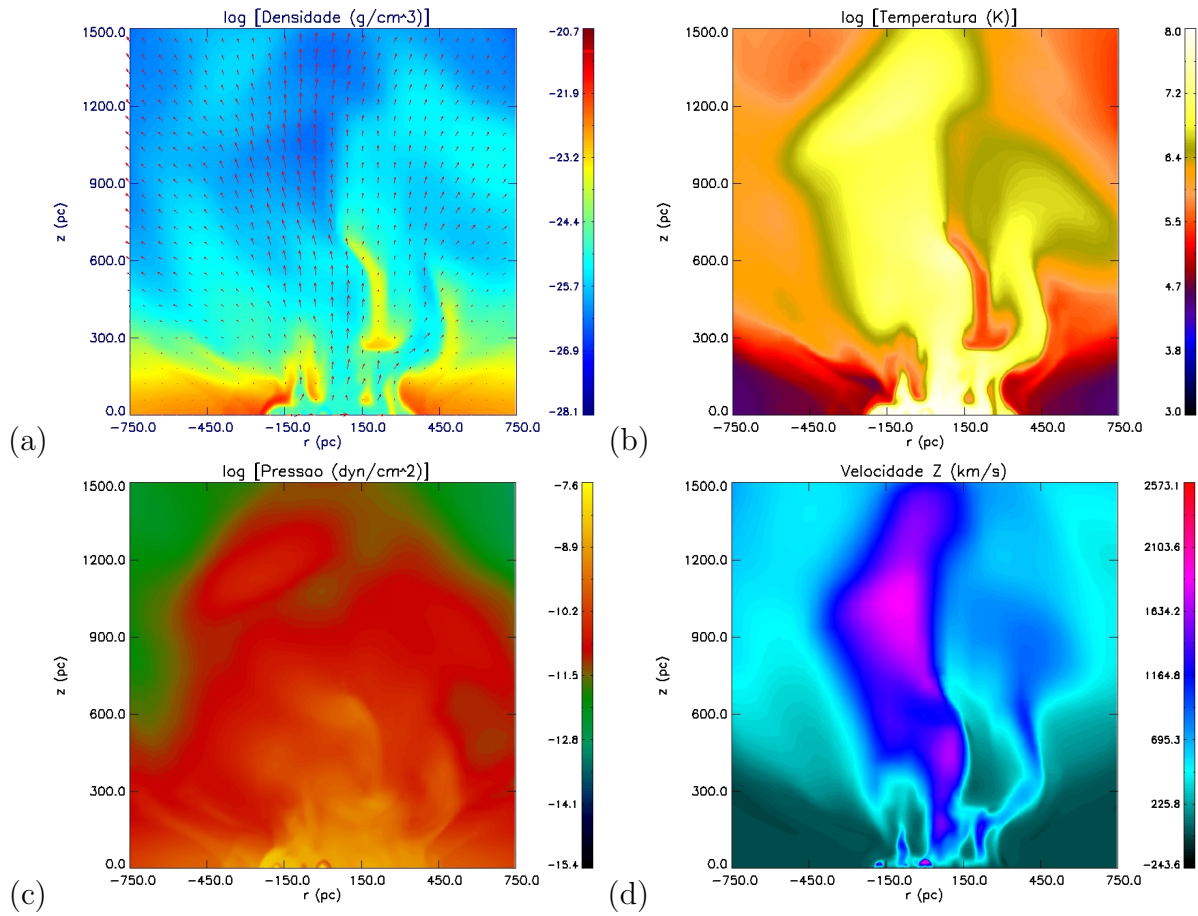 log [Densidade (g/cm^3)]
1500.0
1200.0
900.0
600.0
300.0
0.0
z (pc)
-750.0 -450.0 -150.0 150.0 450.0 750.0
r (pc)
-20.7
-21.9
-23.2
-24.4
-25.7
-26.9
-28.1
(a)
log [Temperatura (K)]
1500.0
1200.0
900.0
600.0
300.0
0.0
z (pc)
-750.0 -450.0 -150.0 150.0 450.0 750.0
r (pc)
8.0
7.2
6.4
5.5
4.7
3.8
3.0
(b)
log [Pressao (dyn/cm^2)]
1500.0
1200.0
900.0
600.0
300.0
0.0
z (pc)
-750.0 -450.0 -150.0 150.0 450.0 750.0
r (pc)
-7.6
-8.9
-10.2
-11.5
-12.8
-14.1
-15.4
(c)
Velocidade Z (km/s)
1500.0
1200.0
900.0
600.0
300.0
0.0
z (pc)
-750.0 -450.0 -150.0 150.0 450.0 750.0
r (pc)
2573.1
2103.6
1634.2
1164.8
695.3
225.8
-243.6
(d)